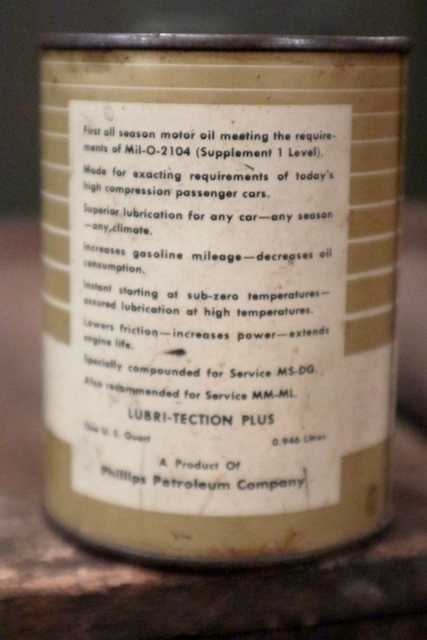 First all season motor oil meeting the require-
ments of Mil-O-2104 (Supplement 1 Level).
Made for exacting requirements of today's
high compression passenger cars.
Superior lubrication for any car—any season
—any climate.
Increases gasoline mileage—decreases oil
consumption.
Instant starting at sub-zero temperatures—
assured lubrication at high temperatures.
Lowers friction—increases power—extends
engine life.
Specially compounded for Service MS-DG.
Also recommended for Service MM-ML.
LUBRI-TECTION PLUS
One U. S. Quart 0.946 Litres
A Product Of
Phillips Petroleum Company